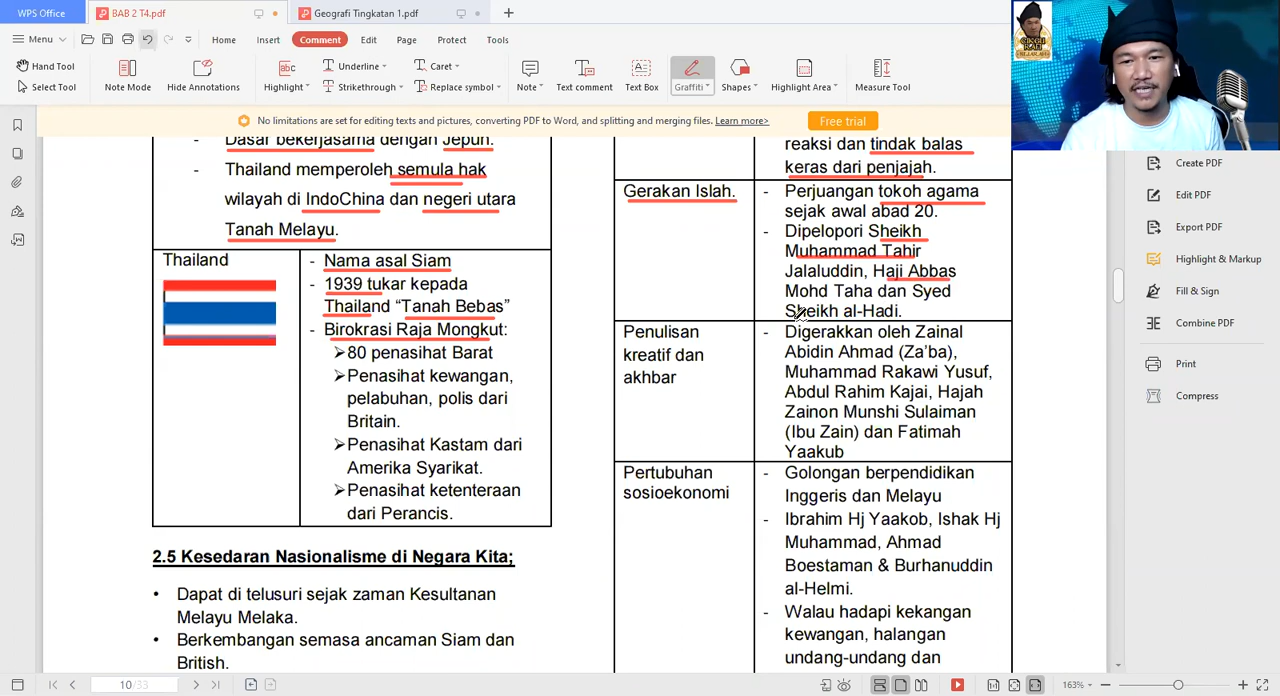 WPS Office
BAB 2 T4.pdf
Geografi Tingkatan 1.pdf
Menu
Home
Insert
Comment
Edit
Page
Protect
Tools
Hand Tool
Select Tool
Note Mode
Hide Annotations
Highlight
Underline
Strikethrough
Caret
Replace symbol
Note
Text comment
Text Box
Graffiti
Shapes
Highlight Area
Measure Tool
No limitations are set for editing texts and pictures, converting PDF to Word, and splitting and merging files. Learn more>
Free trial
- Dasar bekerjasama dengan Jepun.
- Thailand memperoleh semula hak
wilayah di IndoChina dan negeri utara
Tanah Melayu.
Thailand
- Nama asal Siam
- 1939 tukar kepada
Thailand “Tanah Bebas”
- Birokrasi Raja Mongkut:
➢80 penasihat Barat
➢Penasihat kewangan,
pelabuhan, polis dari
Britain.
➢Penasihat Kastam dari
Amerika Syarikat.
➢Penasihat ketenteraan
dari Perancis.
2.5 Kesedaran Nasionalisme di Negara Kita;
• Dapat di telusuri sejak zaman Kesultanan
Melayu Melaka.
• Berkembangan semasa ancaman Siam dan
British.
reaksi dan tindak balas
keras dari penjajah.
Gerakan Islah.
- Perjuangan tokoh agama
sejak awal abad 20.
- Dipelopori Sheikh
Muhammad Tahir
Jalaluddin, Haji Abbas
Mohd Taha dan Syed
Sheikh al-Hadi.
Penulisan
kreatif dan
akhbar
- Digerakkan oleh Zainal
Abidin Ahmad (Za’ba),
Muhammad Rakawi Yusuf,
Abdul Rahim Kajai, Hajah
Zainon Munshi Sulaiman
(Ibu Zain) dan Fatimah
Yaakub
Pertubuhan
sosioekonomi
- Golongan berpendidikan
Inggeris dan Melayu
- Ibrahim Hj Yaakob, Ishak Hj
Muhammad, Ahmad
Boestaman & Burhanuddin
al-Helmi.
- Walau hadapi kekangan
kewangan, halangan
undang-undang dan
Create PDF
Edit PDF
Export PDF
Highlight & Markup
Fill & Sign
Combine PDF
Print
Compress
10/33
163%